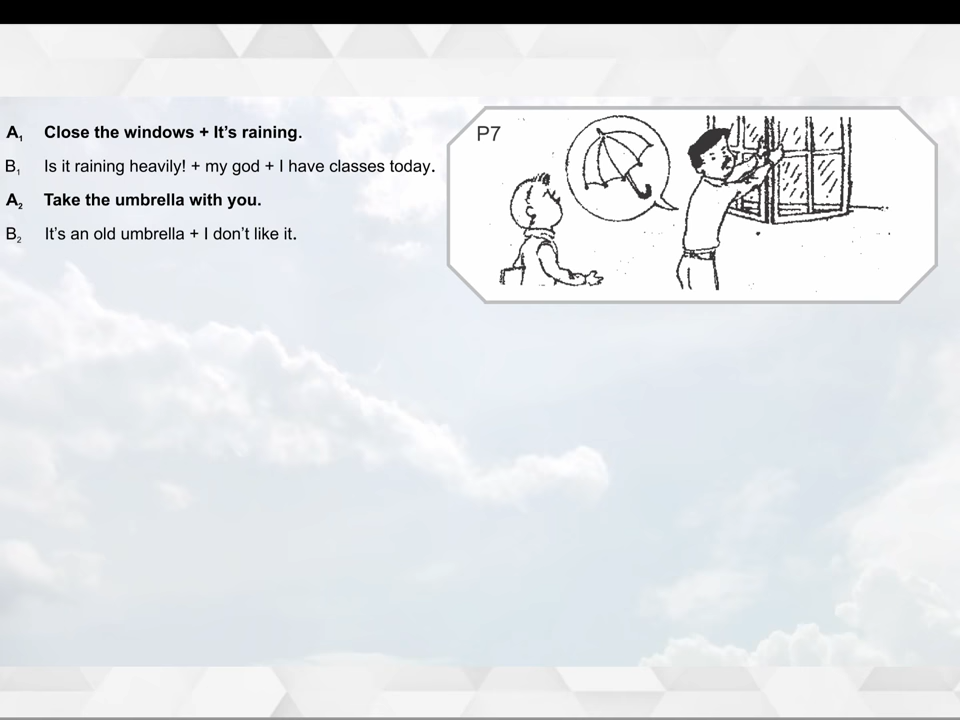 A1 Close the windows + It's raining.
B1 Is it raining heavily! + my god + I have classes today.
A2 Take the umbrella with you.
B2 It's an old umbrella + I don't like it.
P7